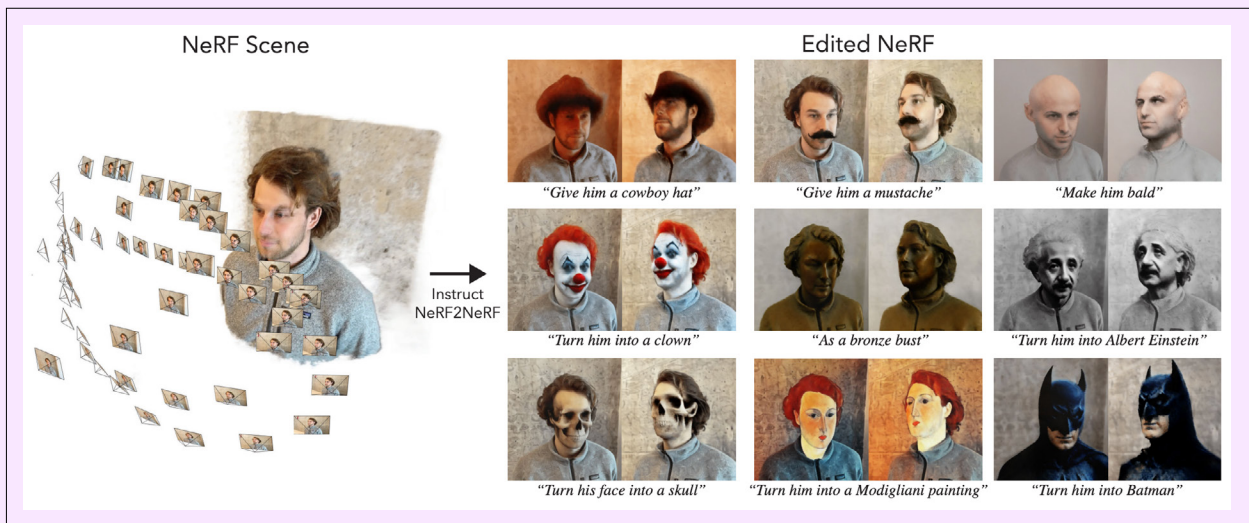 NeRF Scene
Edited NeRF
Instruct
NeRF2NeRF
“Give him a cowboy hat”
“Give him a mustache”
“Make him bald”
“Turn him into a clown”
“As a bronze bust”
“Turn him into Albert Einstein”
“Turn his face into a skull”
“Turn him into a Modigliani painting”
“Turn him into Batman”